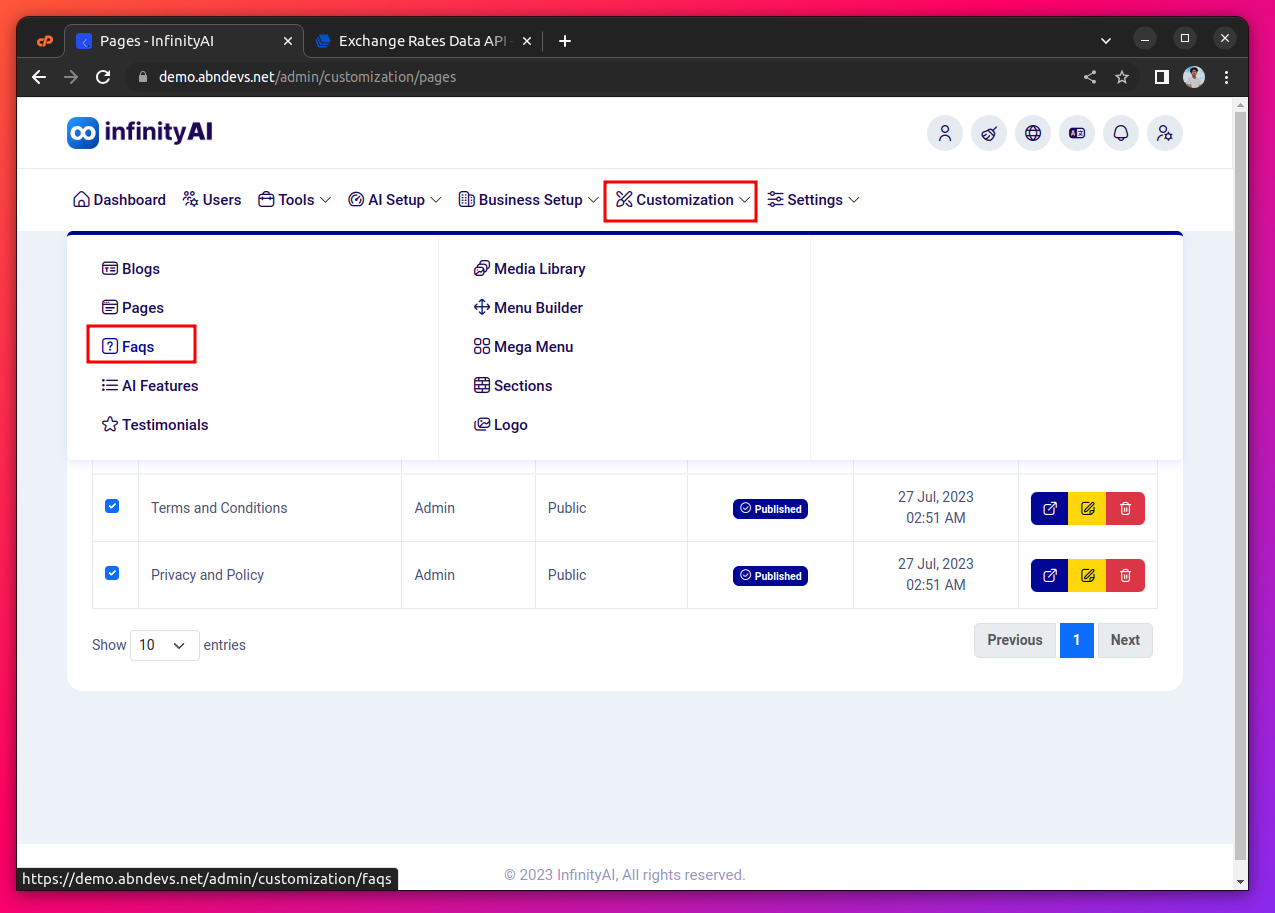 Pages - InfinityAI
Exchange Rates Data API
demo.abndevs.net/admin/customization/pages
infinityAI
Dashboard Users Tools AI Setup Business Setup Customization Settings
Blogs
Pages
Faqs
AI Features
Testimonials
Media Library
Menu Builder
Mega Menu
Sections
Logo
Terms and Conditions Admin Public Published 27 Jul, 2023
02:51 AM
Privacy and Policy Admin Public Published 27 Jul, 2023
02:51 AM
Show 10 entries
Previous 1 Next
© 2023 InfinityAI, All rights reserved.
https://demo.abndevs.net/admin/customization/faqs